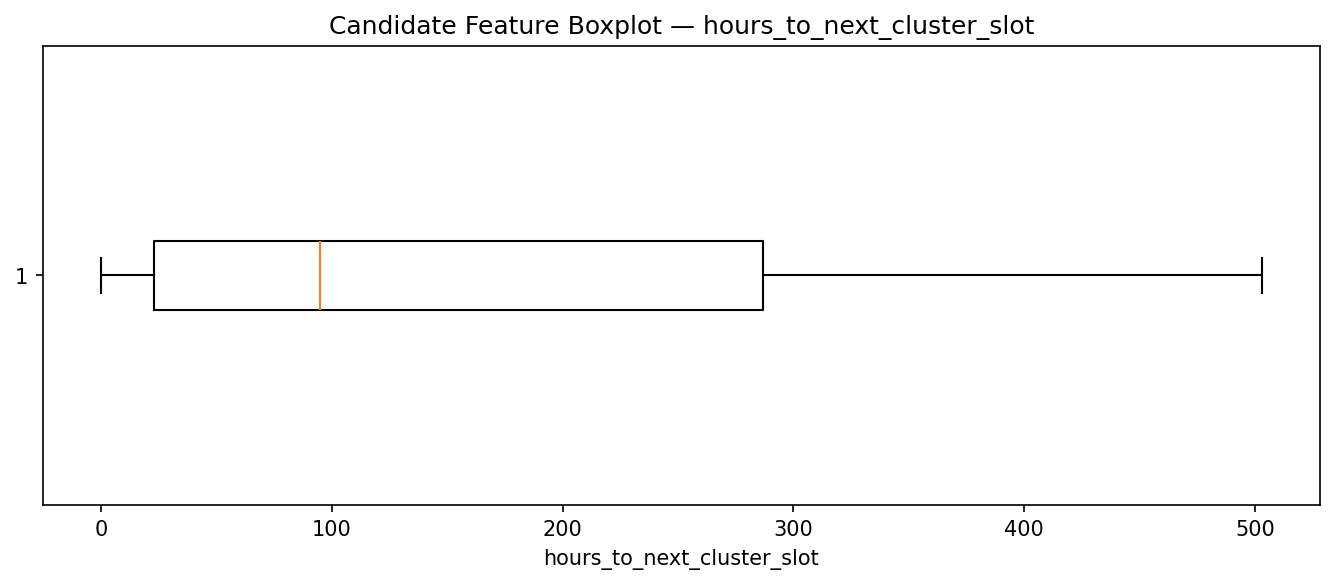 Candidate Feature Boxplot — hours_to_next_cluster_slot
1
0 100 200 300 400 500
hours_to_next_cluster_slot